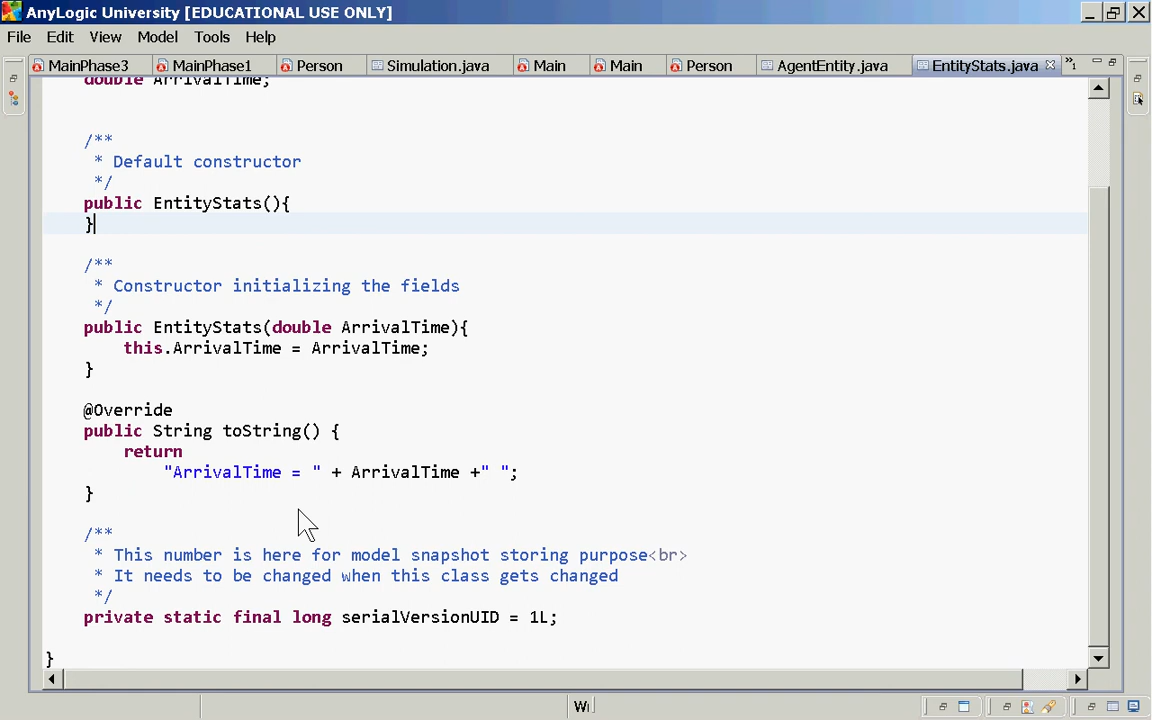 AnyLogic University [EDUCATIONAL USE ONLY]
File Edit View Model Tools Help
MainPhase3 MainPhase1 Person Simulation.java Main Main Person AgentEntity.java EntityStats.java »1
double ArrivalTime;
/**
* Default constructor
*/
public EntityStats(){
}
/**
* Constructor initializing the fields
*/
public EntityStats(double ArrivalTime){
this.ArrivalTime = ArrivalTime;
}
@Override
public String toString() {
return
"ArrivalTime = " + ArrivalTime +" ";
}
/**
* This number is here for model snapshot storing purpose<br>
* It needs to be changed when this class gets changed
*/
private static final long serialVersionUID = 1L;
}